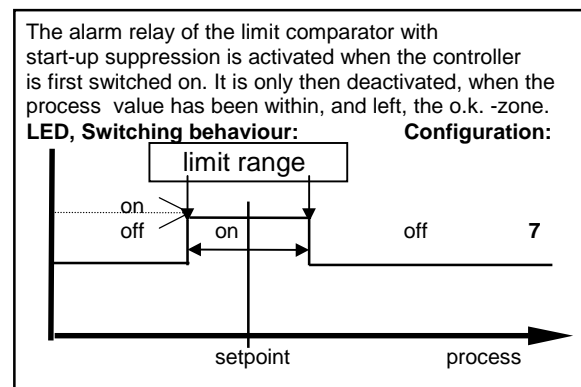 The alarm relay of the limit comparator with
start-up suppression is activated when the controller
is first switched on. It is only then deactivated, when the
process value has been within, and left, the o.k. -zone.
LED, Switching behaviour: Configuration:
limit range
on
off on off 7
setpoint process